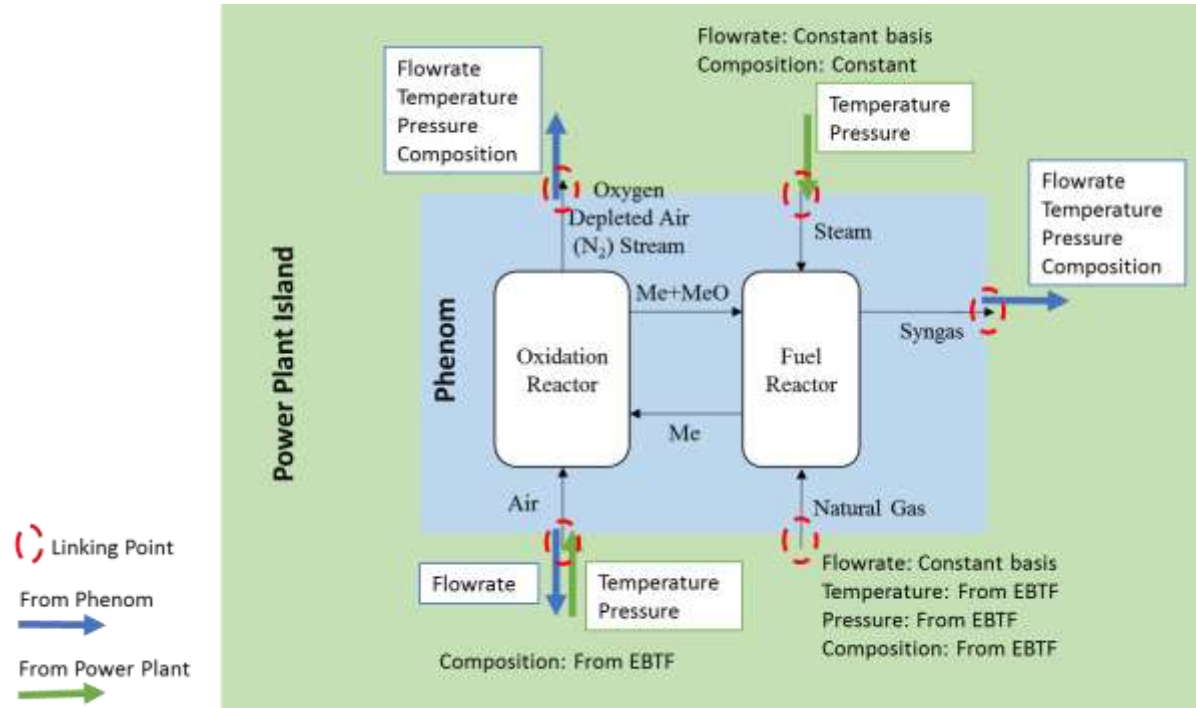 Flowrate: Constant basis
Composition: Constant
Flowrate
Temperature
Pressure
Composition
Temperature
Pressure
Flowrate
Temperature
Pressure
Composition
Oxygen
Depleted Air
(N₂) Stream
Steam
Power Plant Island
Phenom
Me+MeO
Syngas
Oxidation
Reactor
Fuel
Reactor
Me
Air
Natural Gas
Linking Point
From Phenom
From Power Plant
Flowrate
Temperature
Pressure
Composition: From EBTF
Flowrate: Constant basis
Temperature: From EBTF
Pressure: From EBTF
Composition: From EBTF